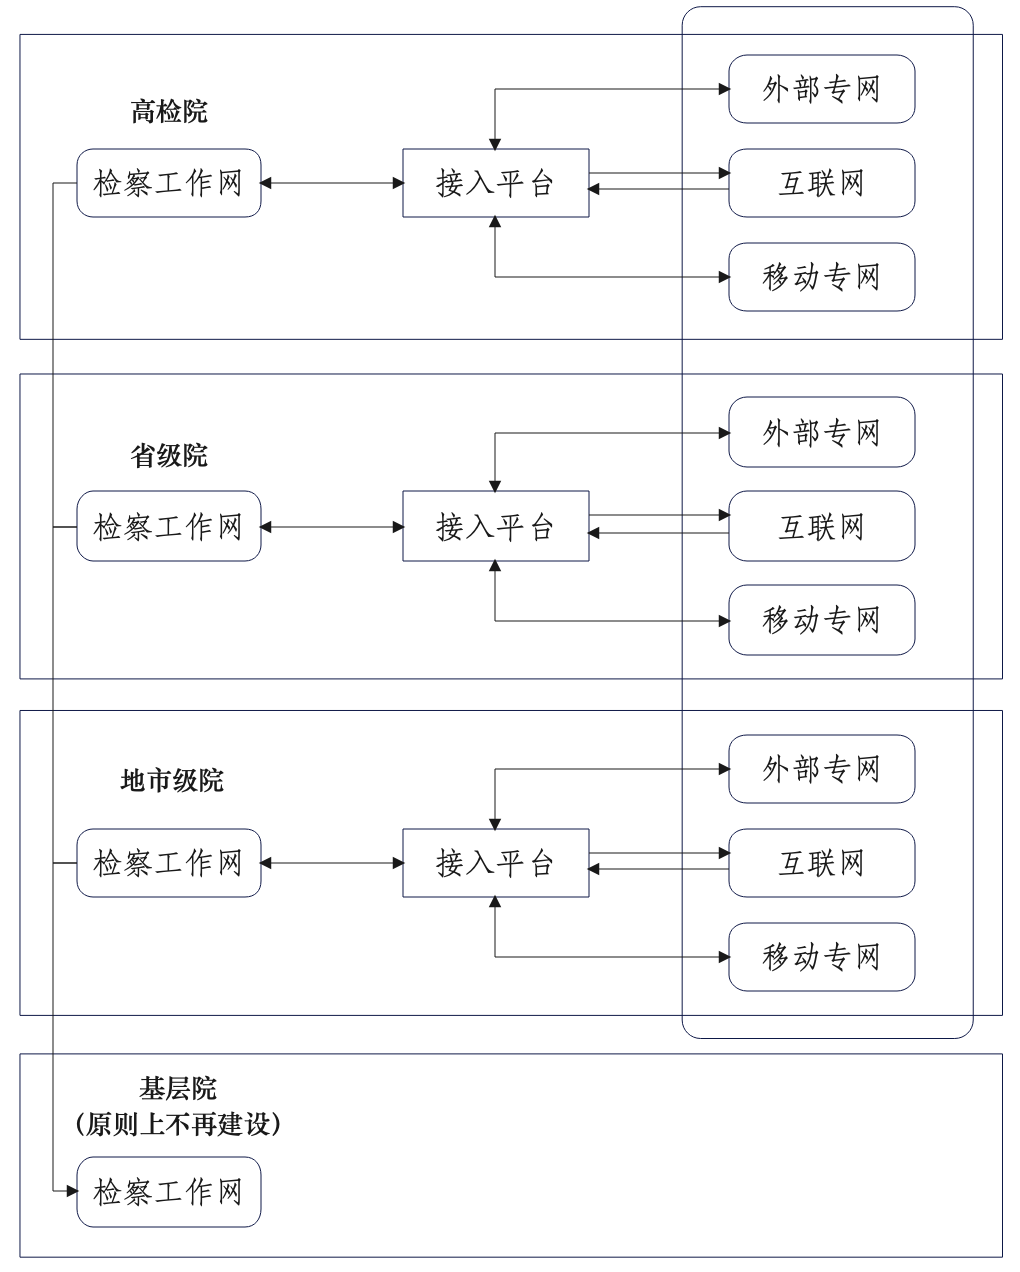 高检院
外部专网
检察工作网
接入平台
互联网
移动专网
省级院
外部专网
检察工作网
接入平台
互联网
移动专网
地市级院
外部专网
检察工作网
接入平台
互联网
移动专网
基层院
（原则上不再建设）
检察工作网